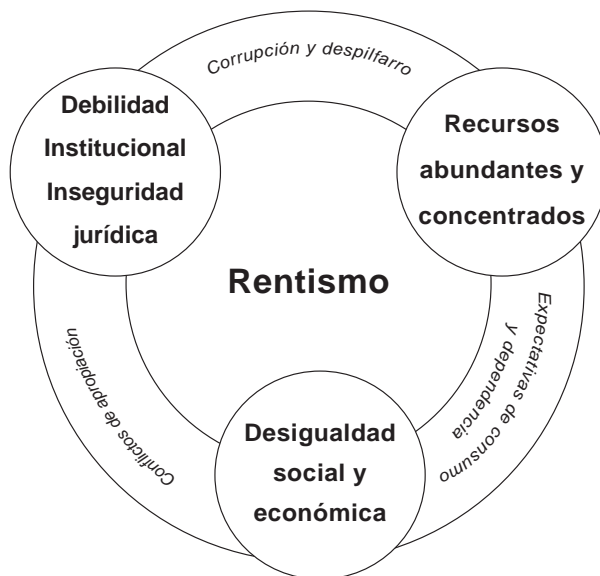 Corrupción y despilfarro
Debilidad
Institucional
Inseguridad
jurídica
Recursos
abundantes y
concentrados
Rentismo
Conflictos de apropiación
Expectativas de consumo
y dependencia
Desigualdad
social y
económica